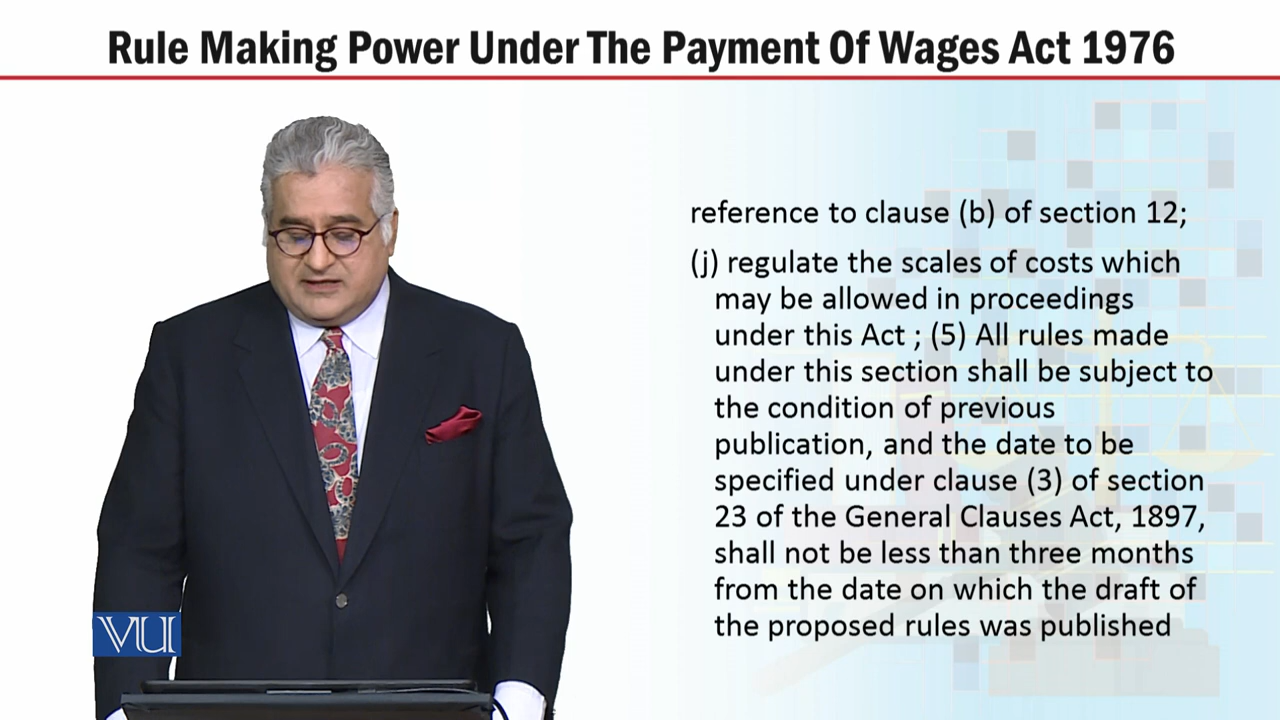 Rule Making Power Under The Payment Of Wages Act 1976
reference to clause (b) of section 12;
(j) regulate the scales of costs which
may be allowed in proceedings
under this Act ; (5) All rules made
under this section shall be subject to
the condition of previous
publication, and the date to be
specified under clause (3) of section
23 of the General Clauses Act, 1897,
shall not be less than three months
from the date on which the draft of
the proposed rules was published
VU